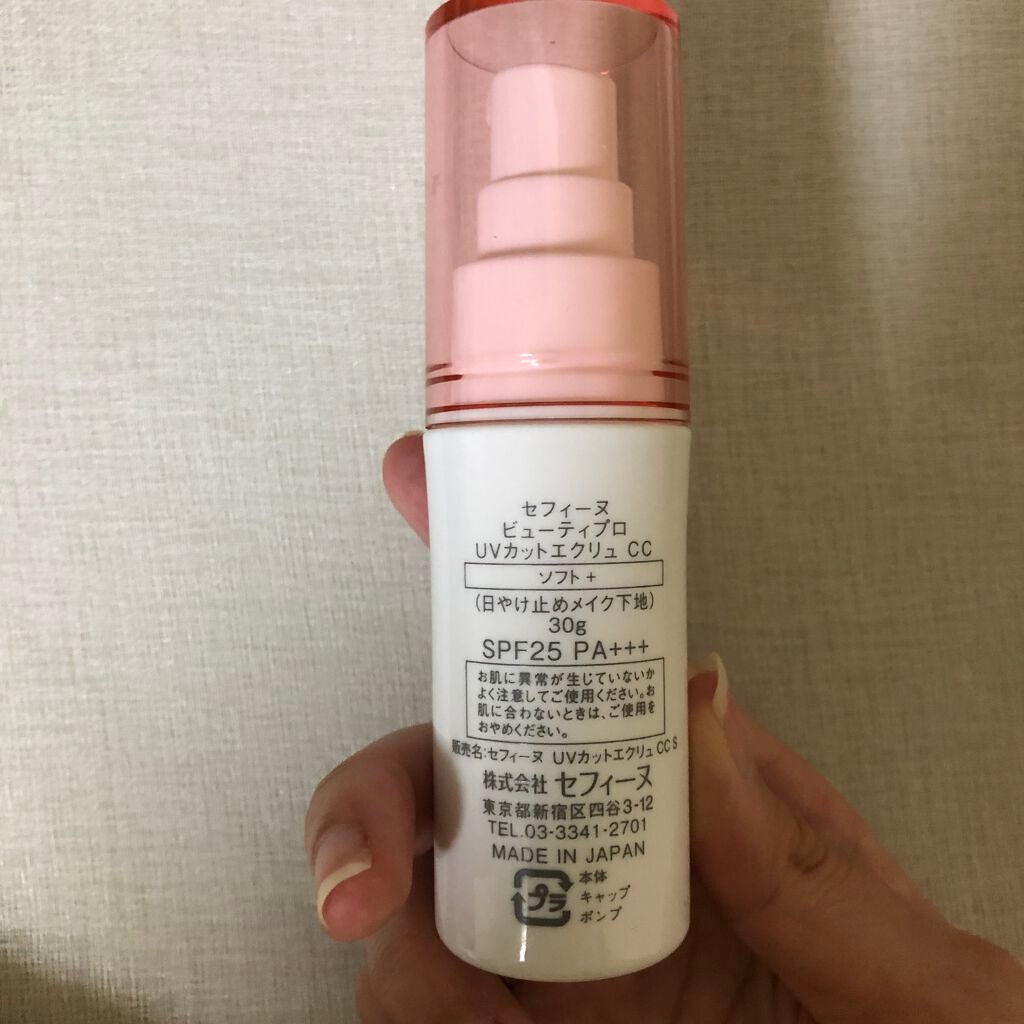 セフィーヌ
ビューティプロ
UVカットエクリュ CC
ソフト +
(日やけ止めメイク下地)
30g
SPF25 PA+++
お肌に異常が生じていないか
よく注意してご使用ください。お
肌に合わないときは、ご使用を
おやめください。
販売名:セフィーヌ UVカットエクリュ CC S
株式会社 セフィーヌ
東京都新宿区四谷3-12
TEL.03-3341-2701
MADE IN JAPAN
プラ
本体
キャップ
ポンプ